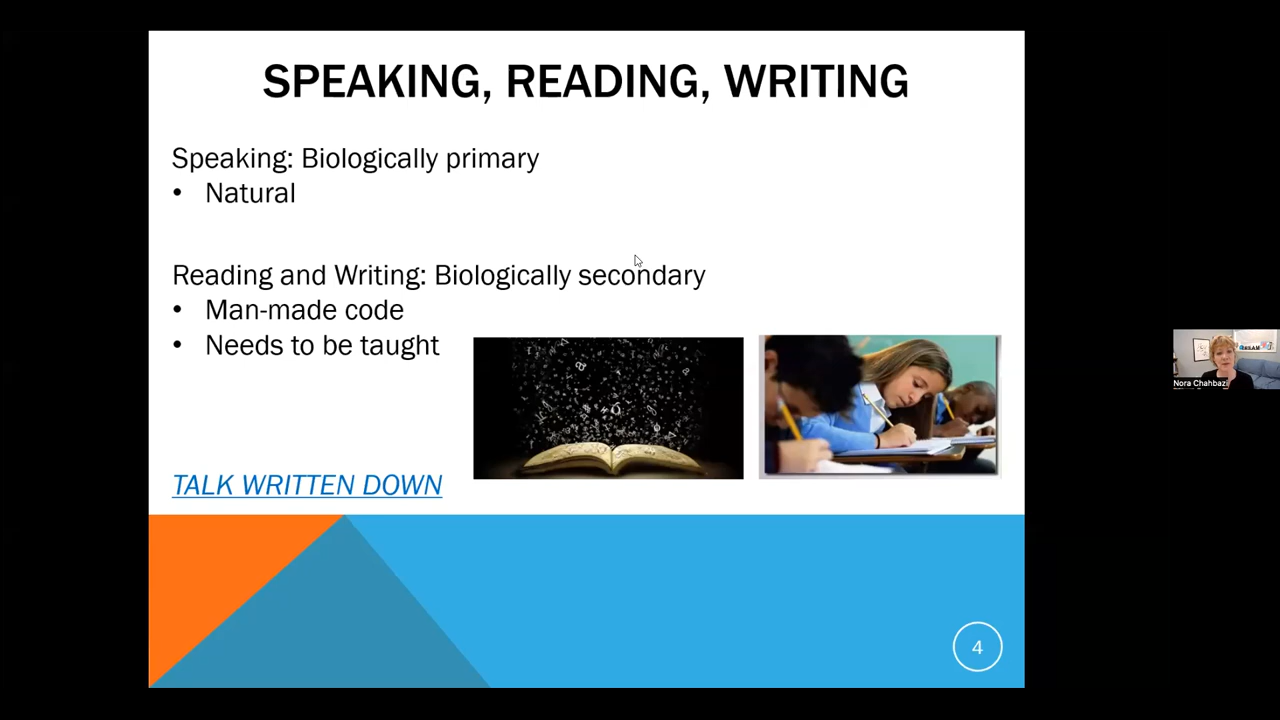 SPEAKING, READING, WRITING
Speaking: Biologically primary
• Natural
Reading and Writing: Biologically secondary
• Man-made code
• Needs to be taught
TALK WRITTEN DOWN
4
Nora Chahbazi